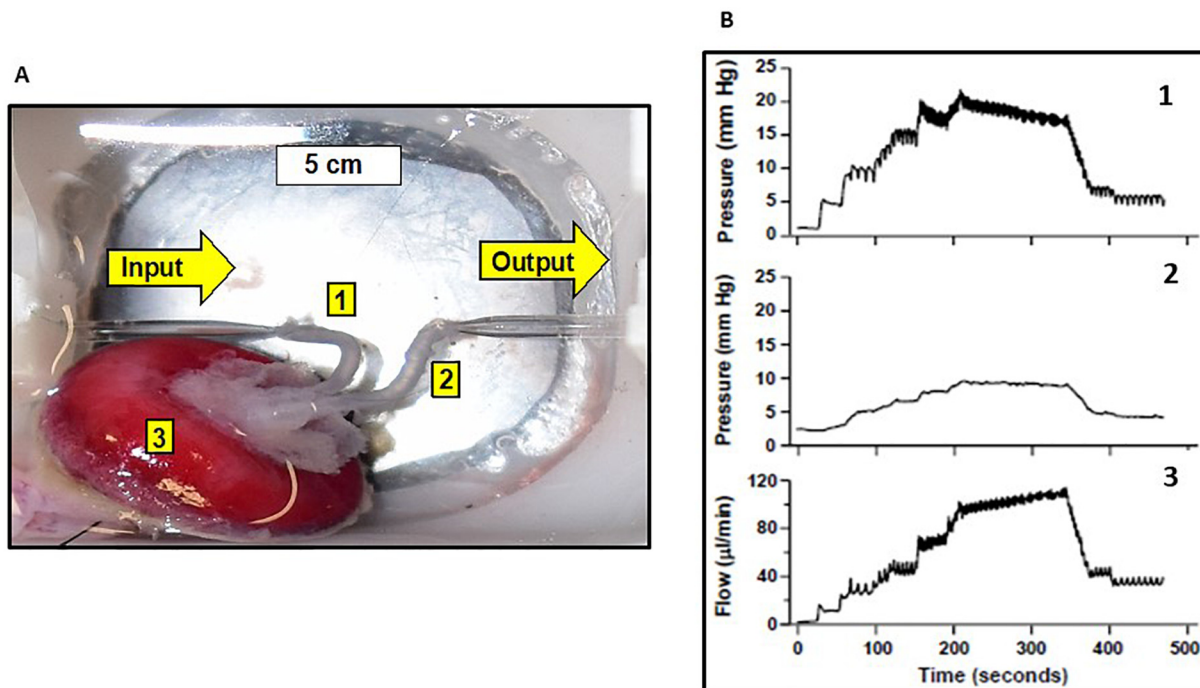 A
5 cm
Input
Output
1
2
3
B
25
20
15
10
5
0
Pressure (mm Hg)
1
25
20
15
10
5
0
Pressure (mm Hg)
2
120
80
40
0
Flow (µl/min)
3
0 100 200 300 400 500
Time (seconds)